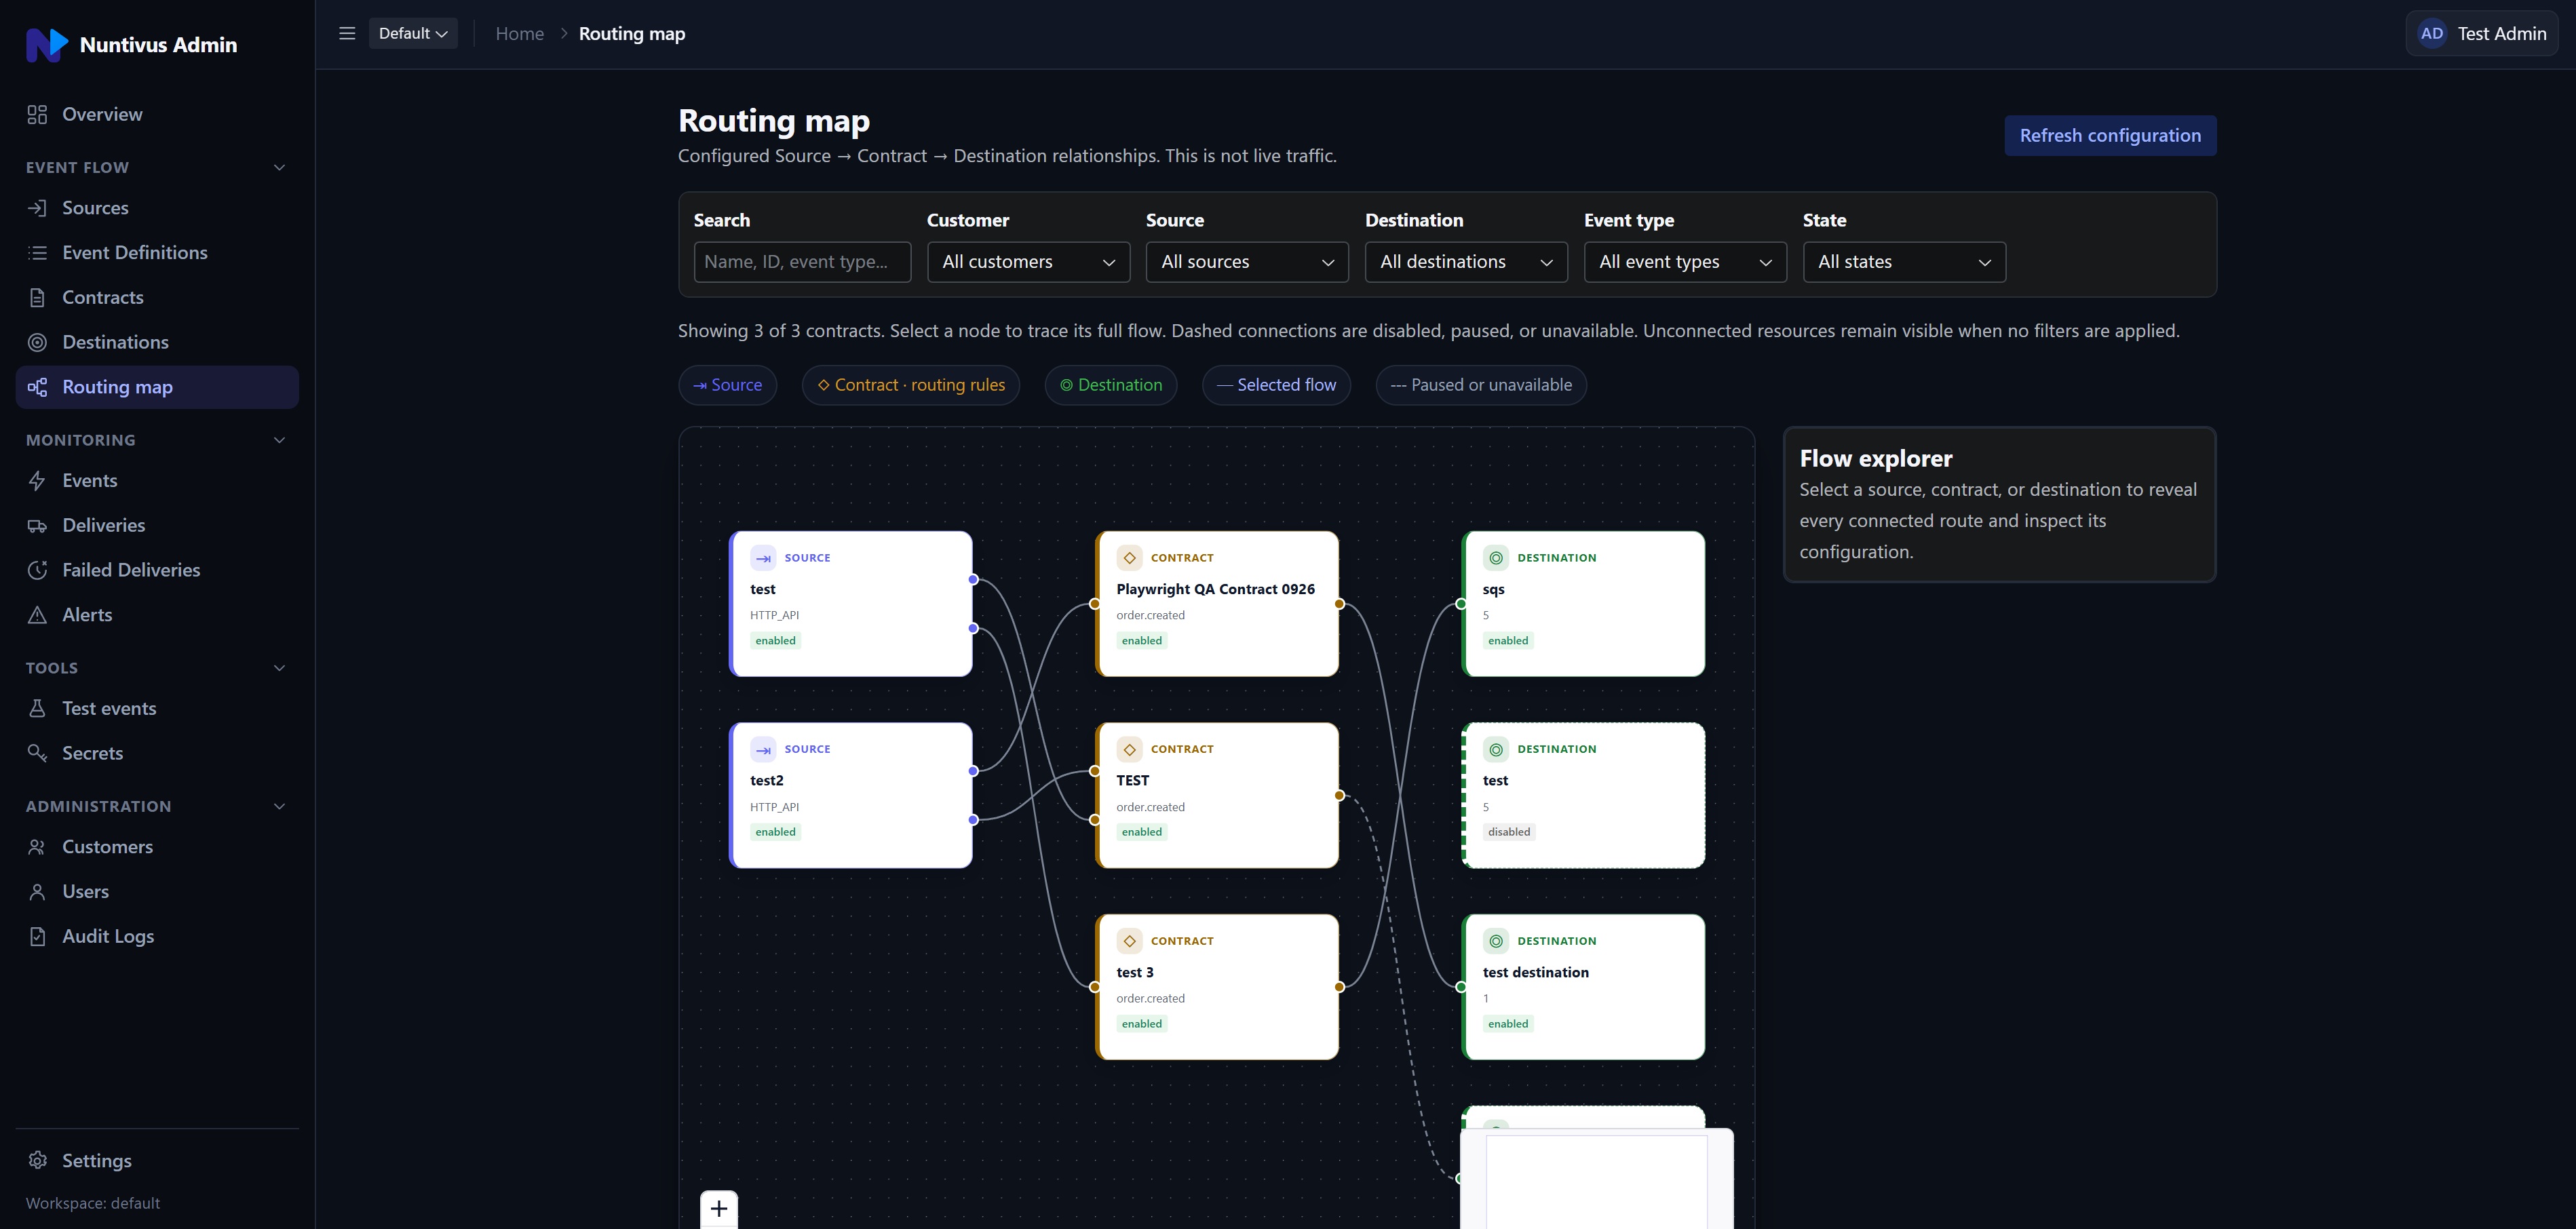 Nuntivus Admin
Default
Home
Routing map
AD
Test Admin
Overview
EVENT FLOW
Sources
Event Definitions
Contracts
Destinations
Routing map
MONITORING
Events
Deliveries
Failed Deliveries
Alerts
TOOLS
Test events
Secrets
ADMINISTRATION
Customers
Users
Audit Logs
Settings
Workspace: default
Routing map
Configured Source → Contract → Destination relationships. This is not live traffic.
Refresh configuration
Search
Customer
Source
Destination
Event type
State
Name, ID, event type...
All customers
All sources
All destinations
All event types
All states
Showing 3 of 3 contracts. Select a node to trace its full flow. Dashed connections are disabled, paused, or unavailable. Unconnected resources remain visible when no filters are applied.
⇥ Source
◇ Contract · routing rules
◎ Destination
— Selected flow
--- Paused or unavailable
SOURCE
test
HTTP_API
enabled
SOURCE
test2
HTTP_API
enabled
CONTRACT
Playwright QA Contract 0926
order.created
enabled
CONTRACT
TEST
order.created
enabled
CONTRACT
test 3
order.created
enabled
DESTINATION
sqs
5
enabled
DESTINATION
test
5
disabled
DESTINATION
test destination
1
enabled
Flow explorer
Select a source, contract, or destination to reveal
every connected route and inspect its
configuration.
+